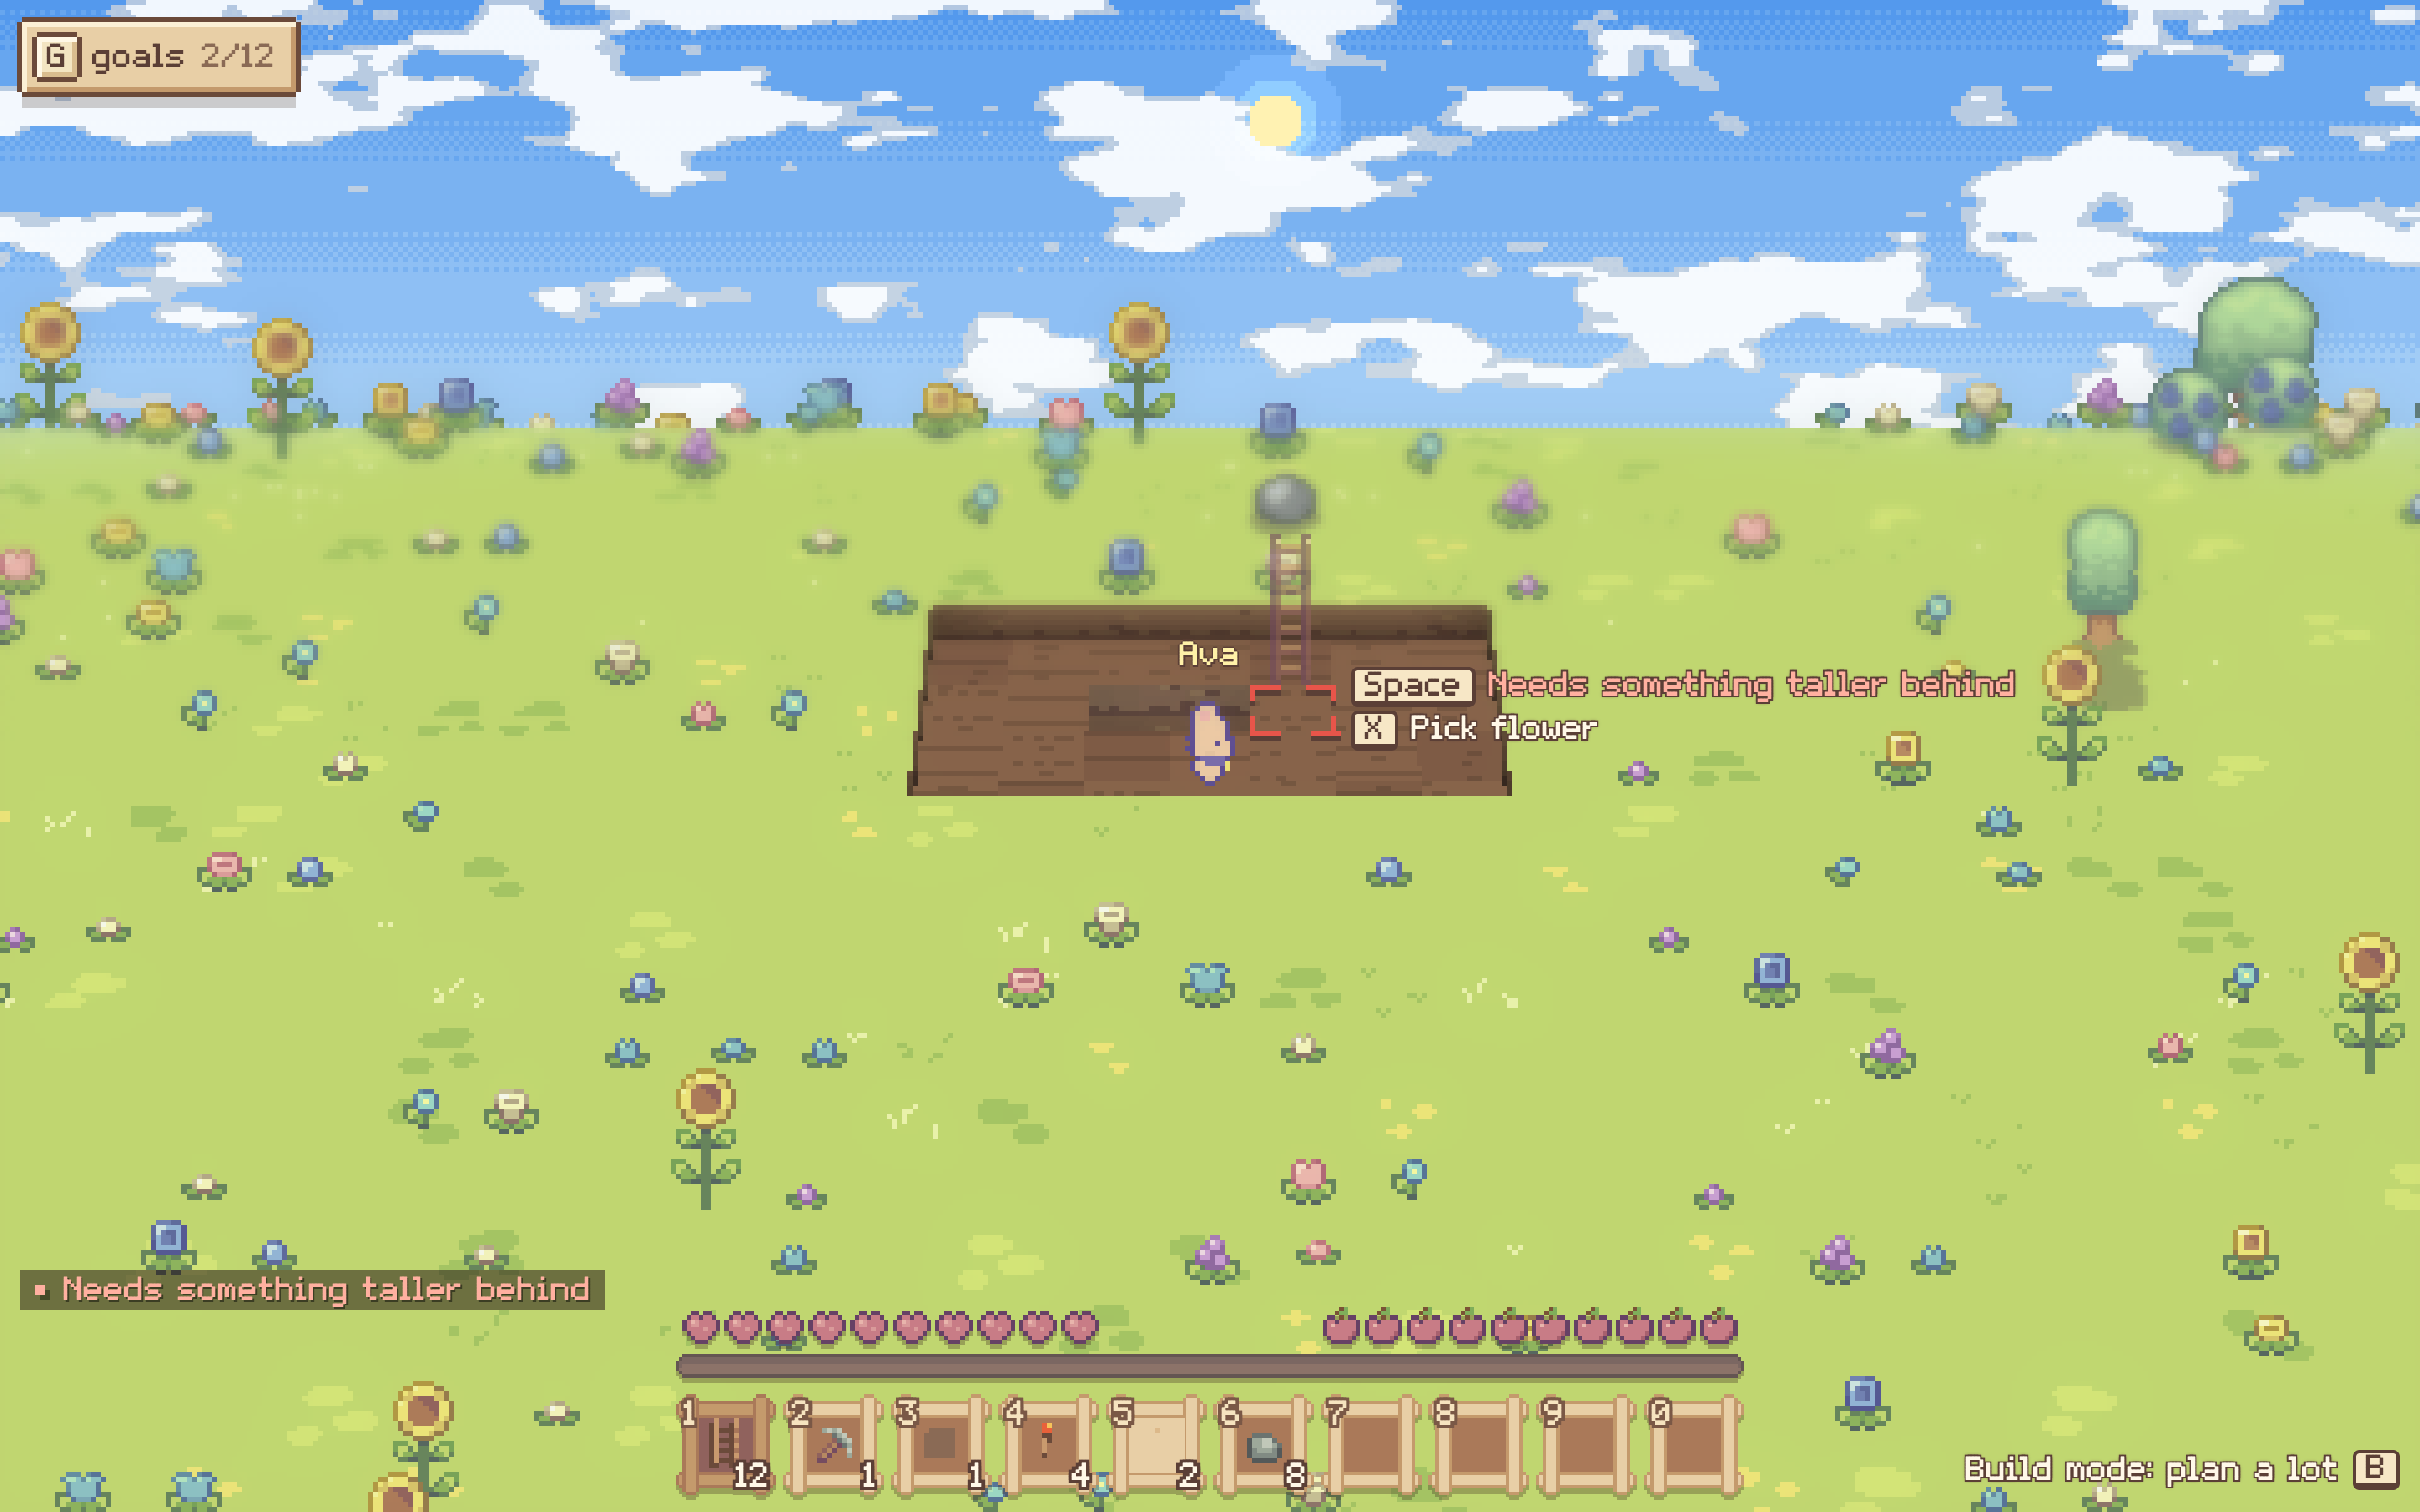 G goals 2/12
Ava
Space Needs something taller behind
X Pick flower
Needs something taller behind
1 2 3 4 5 6 7 8 9 0
12 1 1 4 2 8
Build mode: plan a lot B